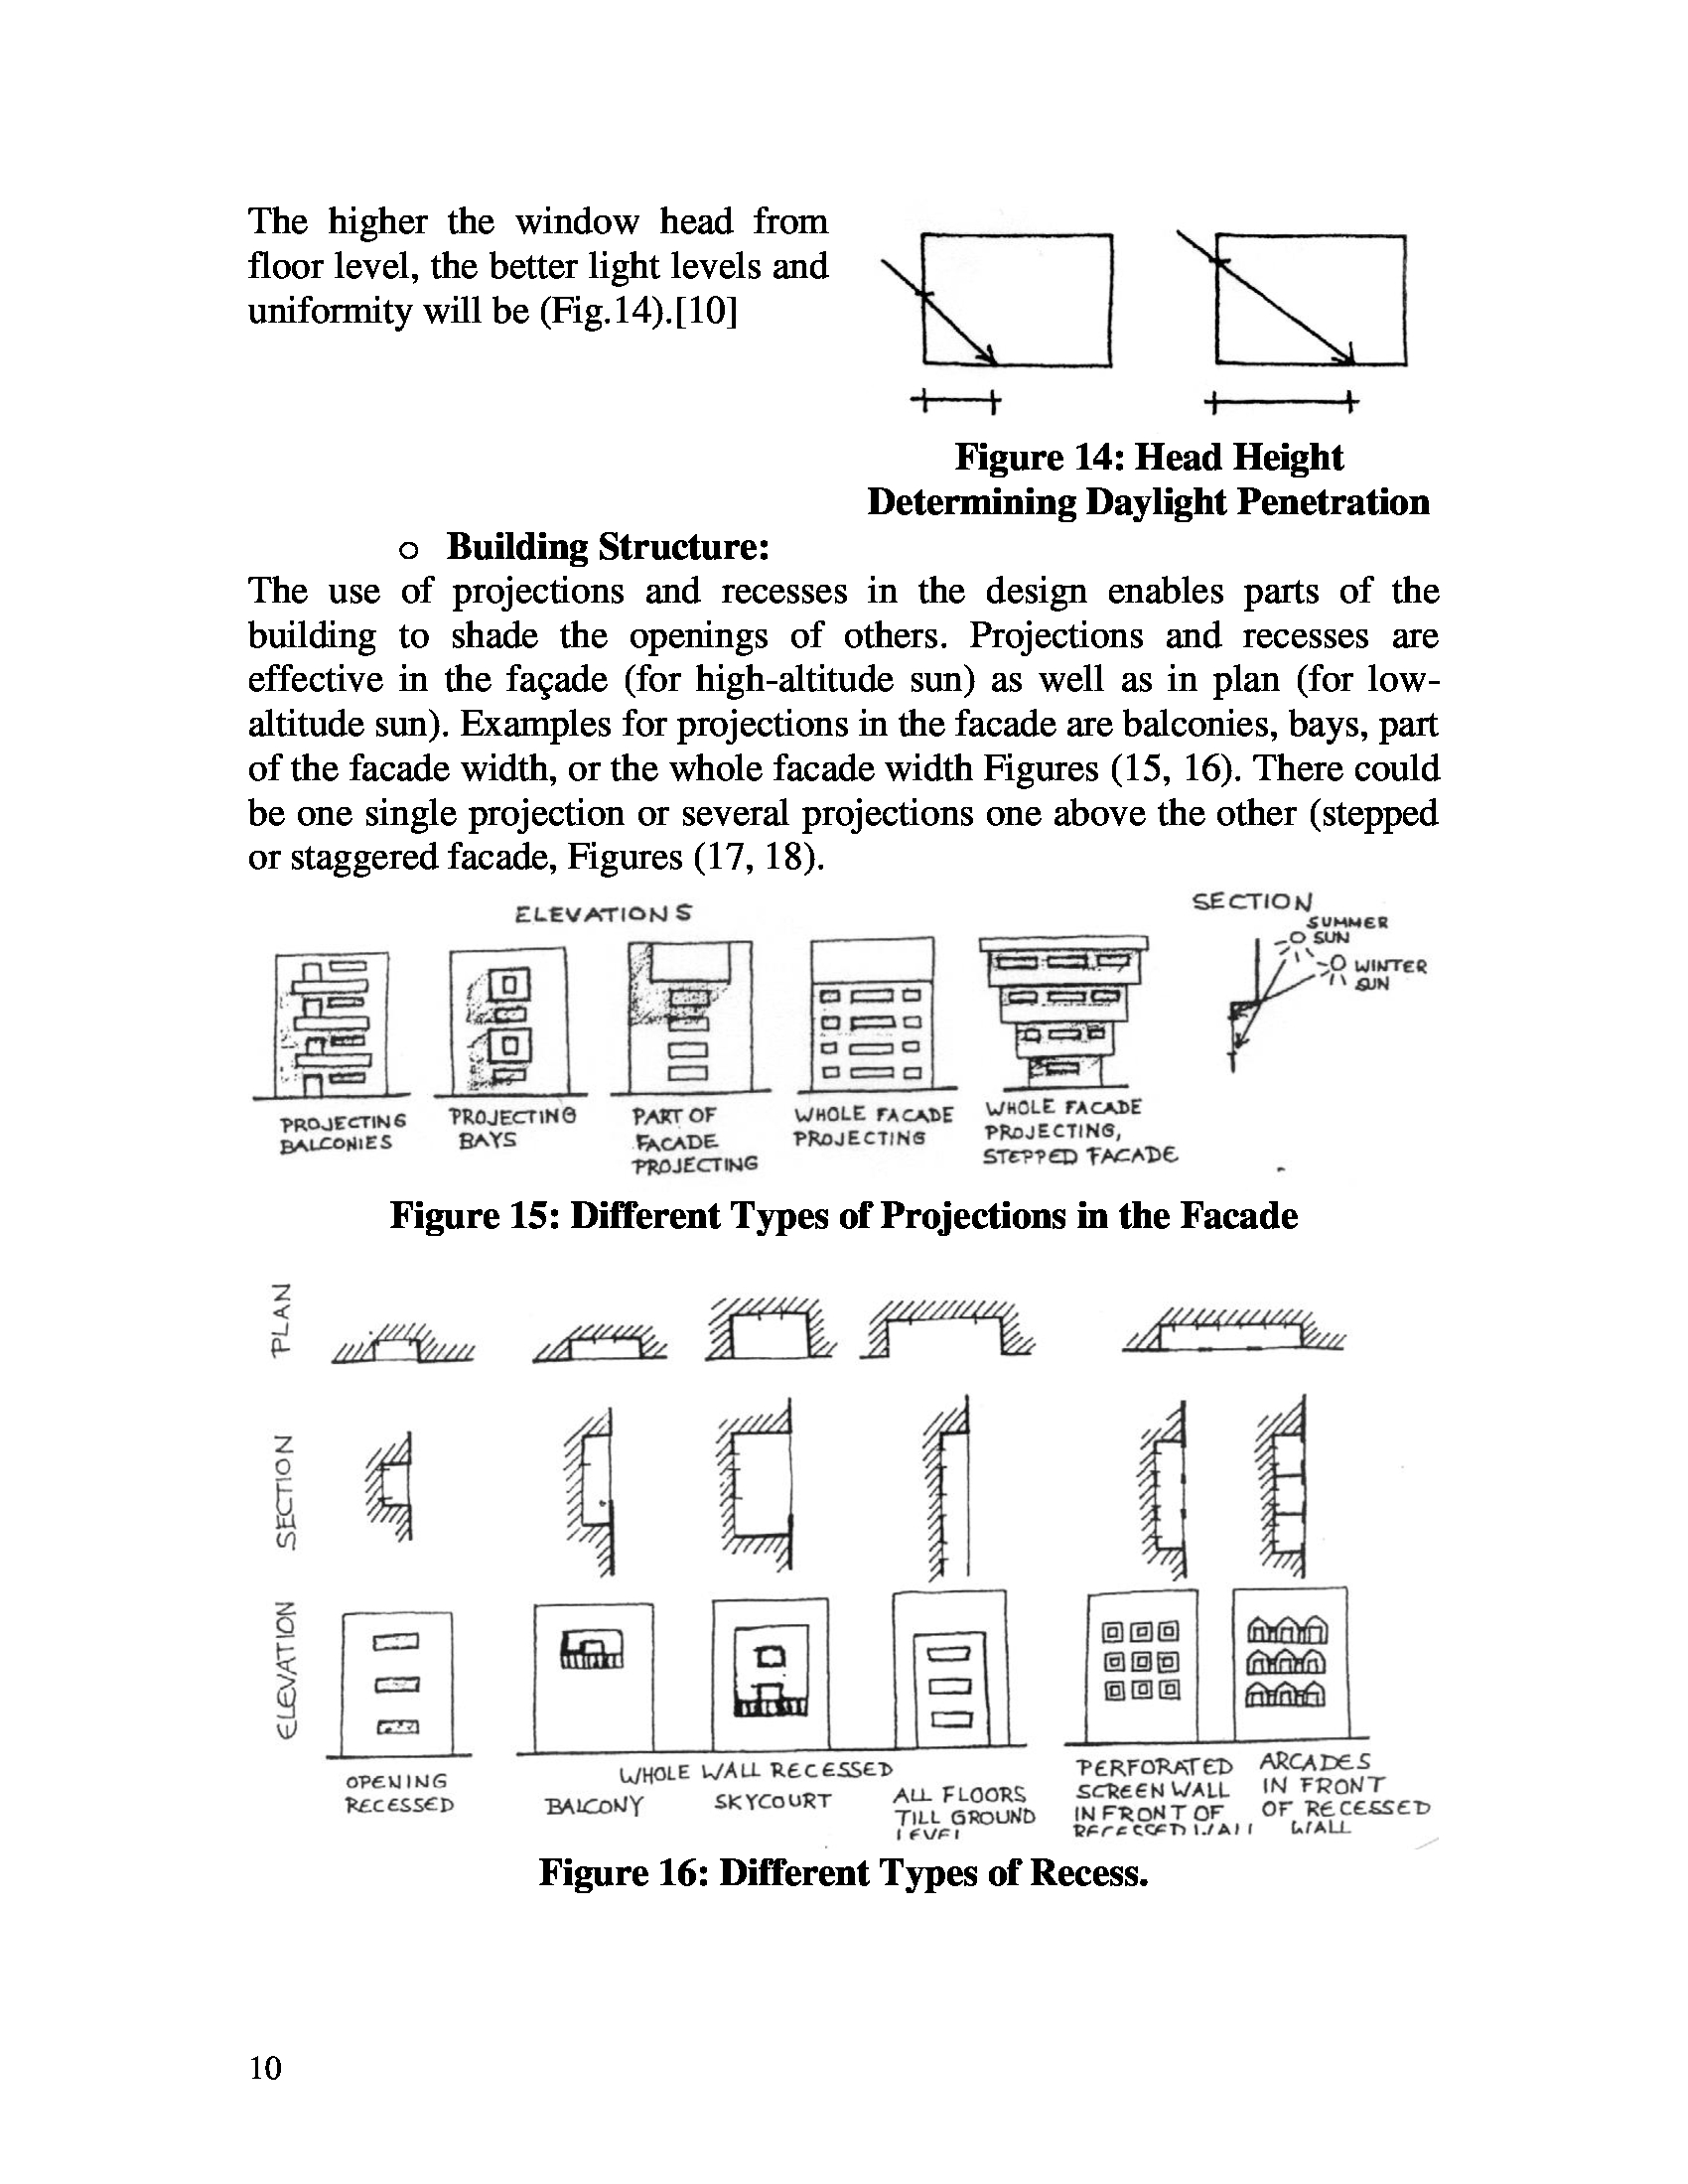 The higher the window head from
floor level, the better light levels and
uniformity will be (Fig.14).[10]
Figure 14: Head Height
Determining Daylight Penetration
o Building Structure:
The use of projections and recesses in the design enables parts of the
building to shade the openings of others. Projections and recesses are
effective in the façade (for high-altitude sun) as well as in plan (for low-
altitude sun). Examples for projections in the facade are balconies, bays, part
of the facade width, or the whole facade width Figures (15, 16). There could
be one single projection or several projections one above the other (stepped
or staggered facade, Figures (17, 18).
ELEVATIONS
SECTION
SUMMER
SUN
WINTER
SUN
PROJECTING
BALCONIES
PROJECTING
BAYS
PART OF
FACADE
PROJECTING
WHOLE FACADE
PROJECTING
WHOLE FACADE
PROJECTING,
STEPPED FACADE
Figure 15: Different Types of Projections in the Facade
PLAN
SECTION
ELEVATION
OPENING
RECESSED
WHOLE WALL RECESSED
BALCONY
SKYCOURT
ALL FLOORS
TILL GROUND
LEVEL
PERFORATED
SCREEN WALL
IN FRONT OF
RECESSED WALL
ARCADES
IN FRONT
OF RECESSED
WALL
Figure 16: Different Types of Recess.
10